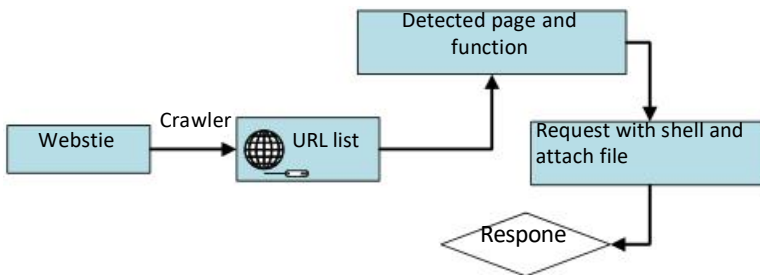 Webstie
Crawler
URL list
Detected page and
function
Request with shell and
attach file
Respone